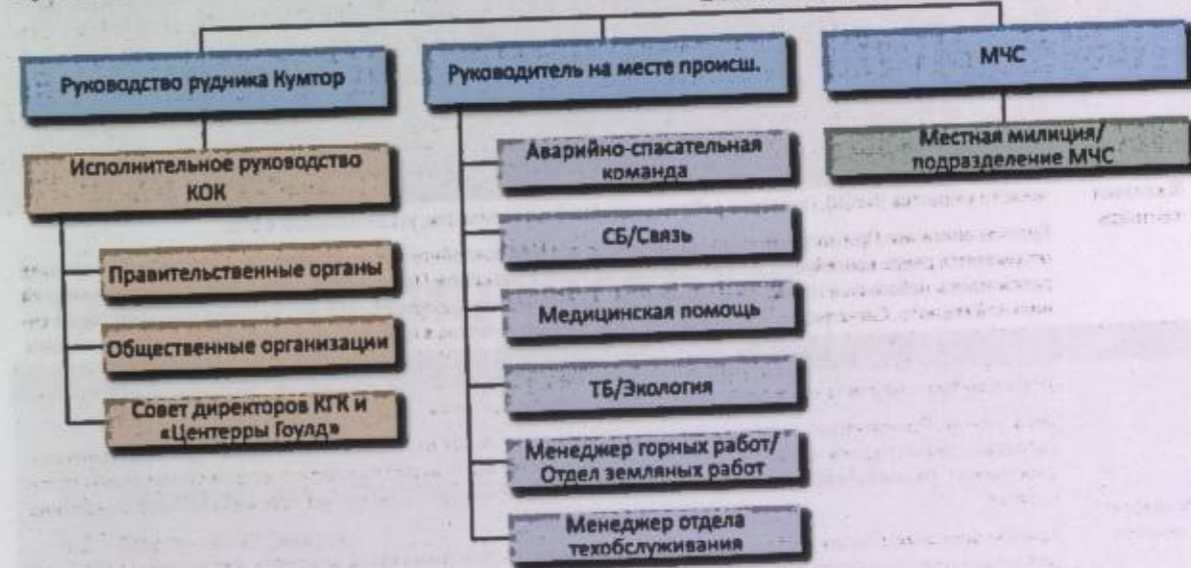 Руководство рудника Кумтор
Исполнительное руководство
КОК
Правительственные органы
Общественные организации
Совет директоров КГК и
«Центерры Гоулд»
Руководитель на месте происш.
Аварийно-спасательная
команда
СБ/Связь
Медицинская помощь
ТБ/Экология
Менеджер горных работ/
Отдел земляных работ
Менеджер отдела
техобслуживания
МЧС
Местная милиция/
подразделение МЧС